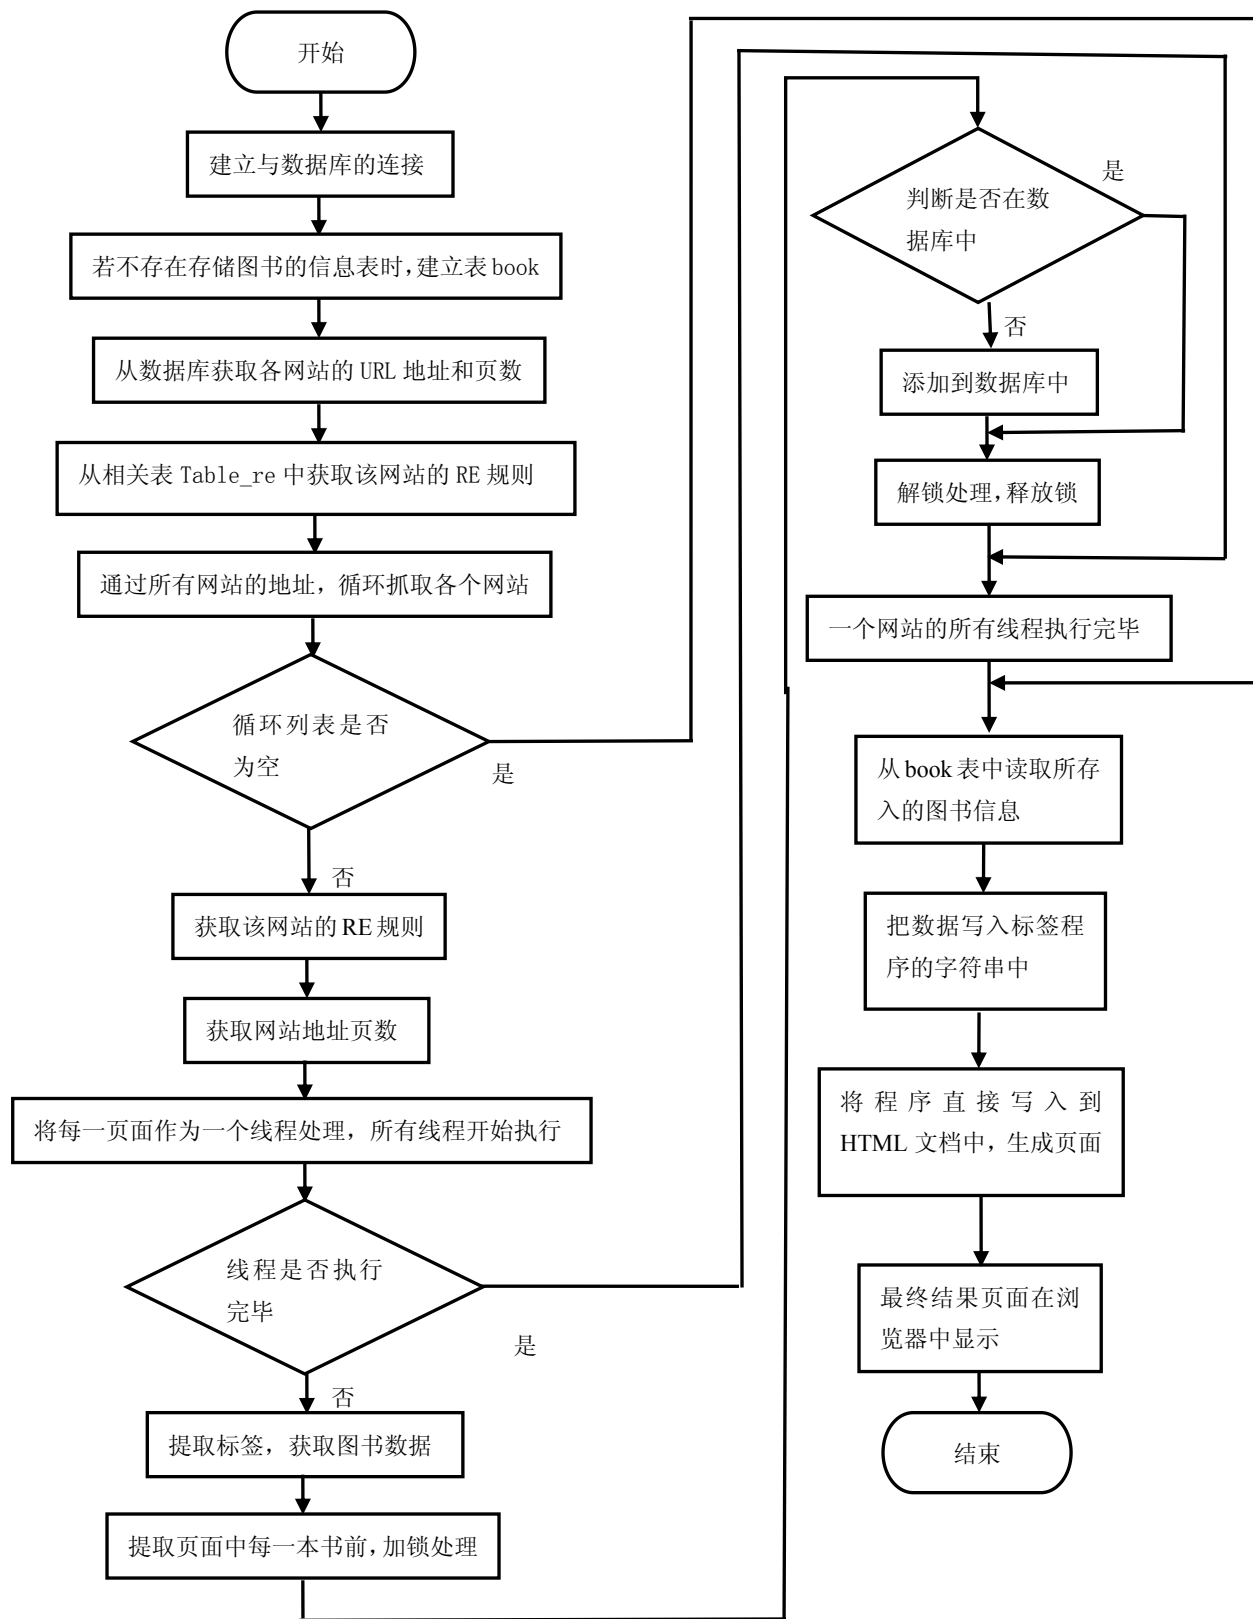 开始
建立与数据库的连接
若不存在存储图书的信息表时，建立表 book
从数据库获取各网站的 URL 地址和页数
从相关表 Table_re 中获取该网站的 RE 规则
通过所有网站的地址，循环抓取各个网站
循环列表是否
为空
是
否
获取该网站的 RE 规则
获取网站地址页数
将每一页面作为一个线程处理，所有线程开始执行
线程是否执行
完毕
是
否
提取标签，获取图书数据
提取页面中每一本书前，加锁处理
判断是否在数
据库中
是
否
添加到数据库中
解锁处理，释放锁
一个网站的所有线程执行完毕
从 book 表中读取所存
入的图书信息
把数据写入标签程
序的字符串中
将程序直接写入到
HTML 文档中，生成页面
最终结果页面在浏
览器中显示
结束